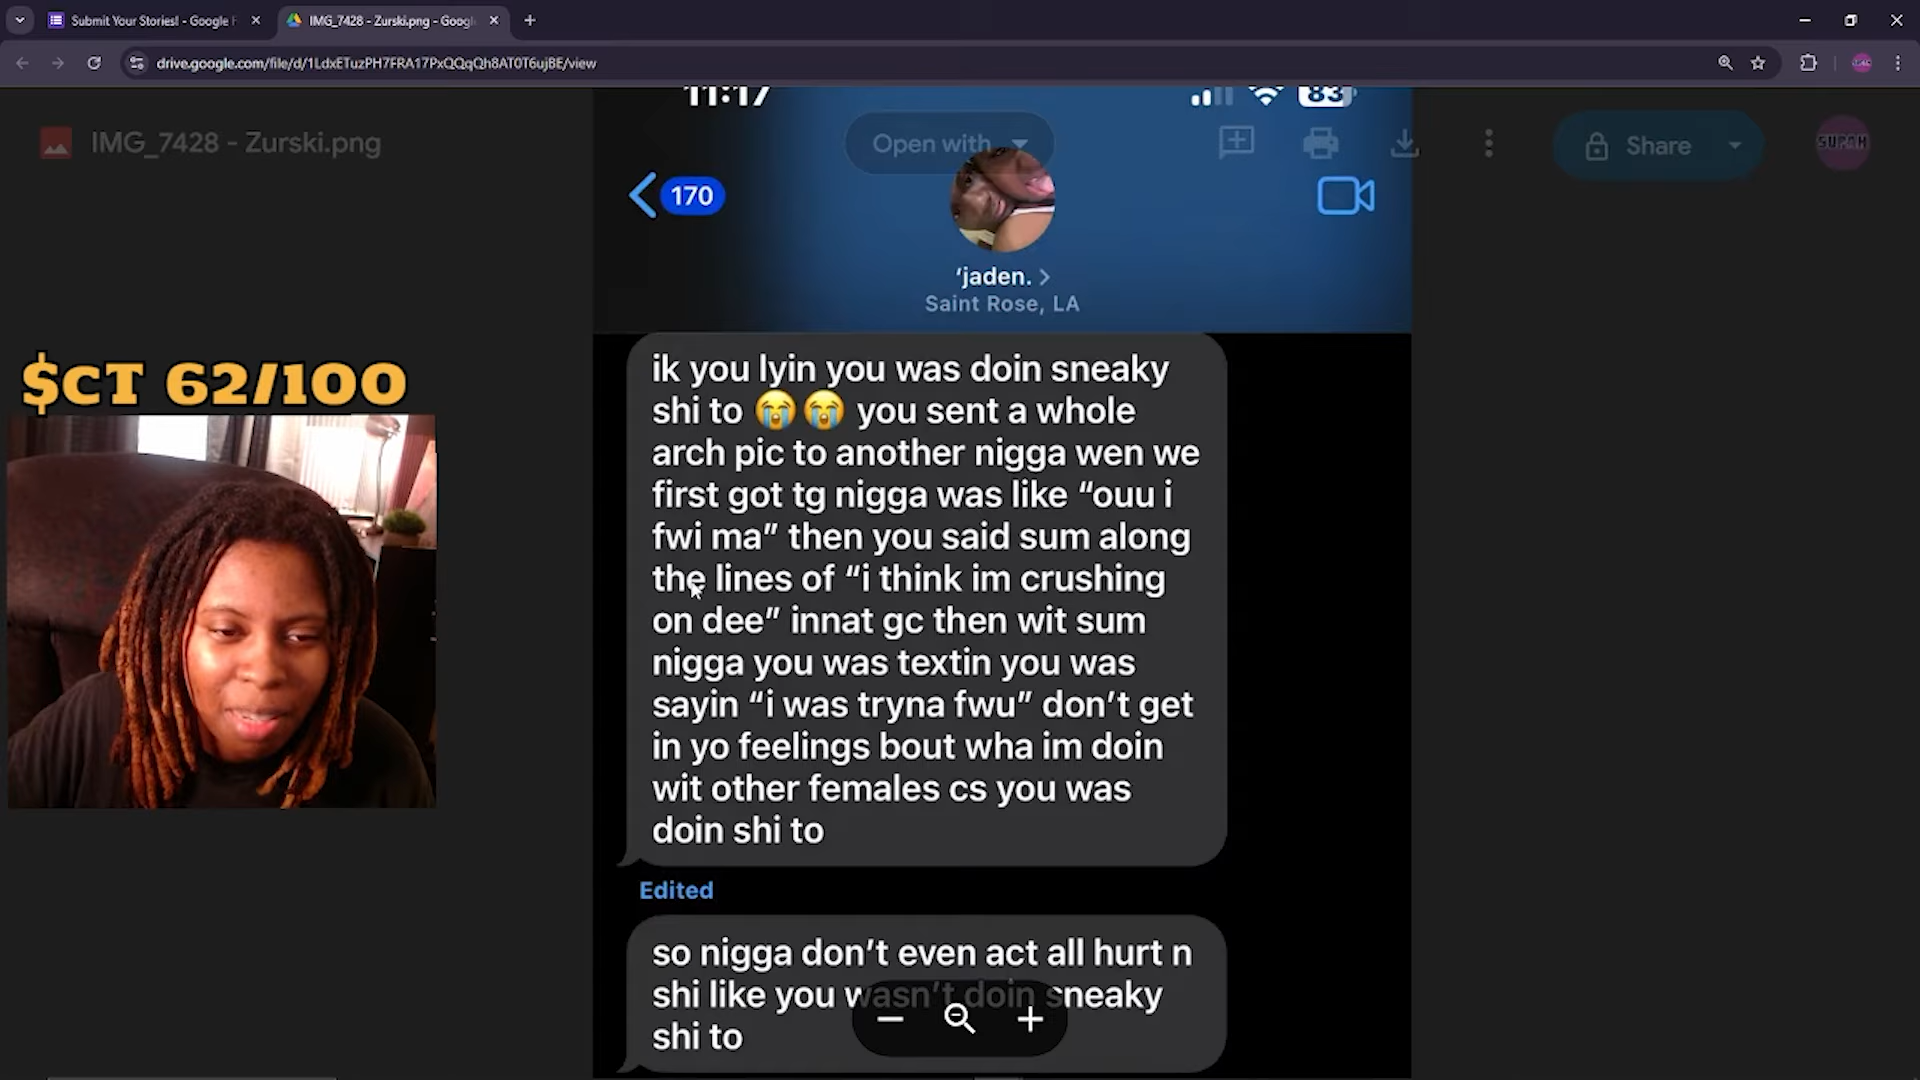 Submit Your Stories! - Google F
IMG_7428 - Zurski.png - Googl
drive.google.com/file/d/1LdxETuzPH7FRA17PxQQqQh8AT0T6ujBE/view
11:17
83
IMG_7428 - Zurski.png
Open with
Share
SUPAH
170
‘jaden. >
Saint Rose, LA
$CT 62/100
ik you lyin you was doin sneaky
shi to 😭😭 you sent a whole
arch pic to another nigga wen we
first got tg nigga was like “ouu i
fwi ma” then you said sum along
the lines of “i think im crushing
on dee” innat gc then wit sum
nigga you was textin you was
sayin “i was tryna fwu” don’t get
in yo feelings bout wha im doin
wit other females cs you was
doin shi to
Edited
so nigga don’t even act all hurt n
shi like you wasn’t doin sneaky
shi to